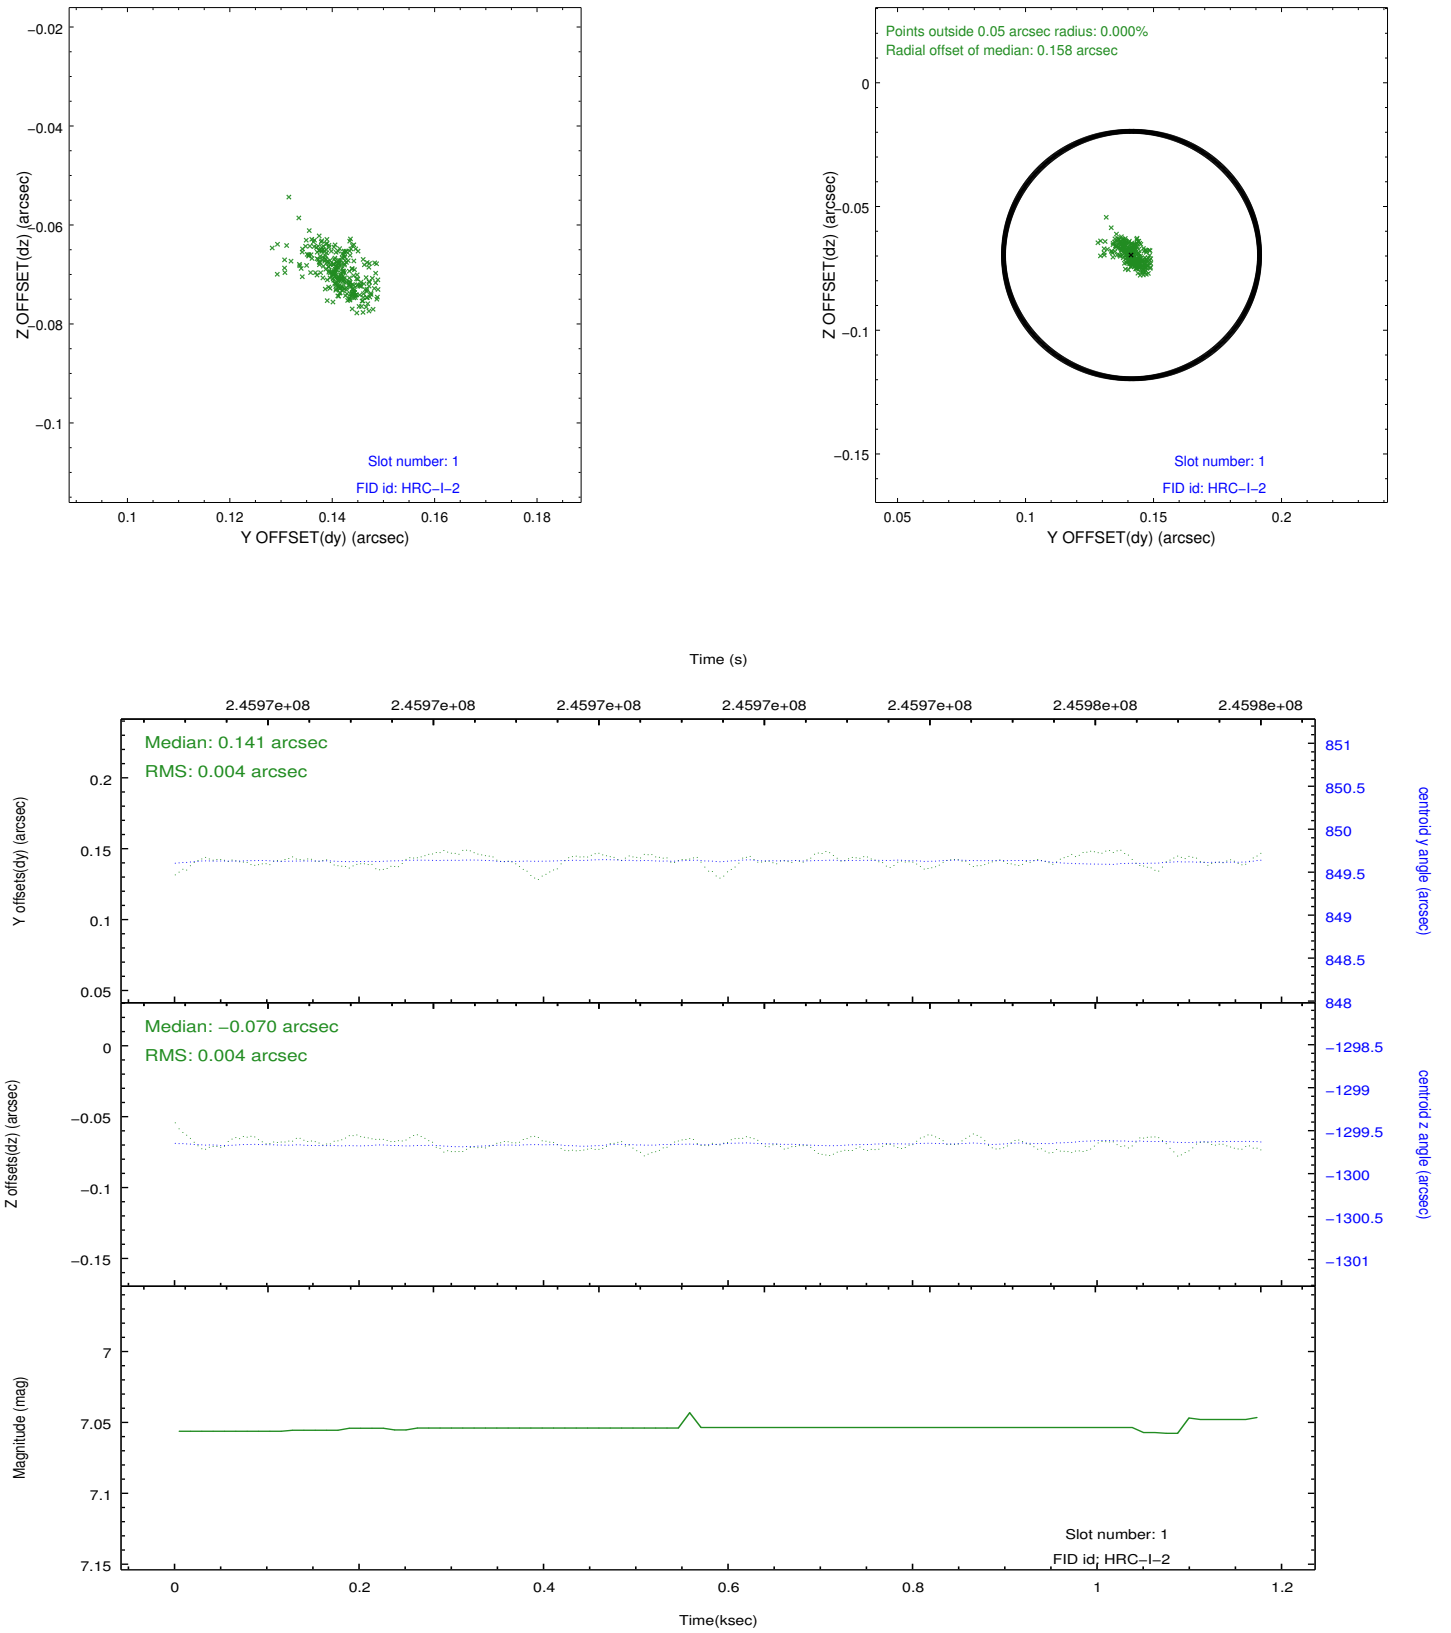 −0.02
−0.04
−0.06
−0.08
−0.1
Z OFFSET(dz) (arcsec)
Slot number: 1
FID id: HRC−I−2
0.1 0.12 0.14 0.16 0.18
Y OFFSET(dy) (arcsec)
Points outside 0.05 arcsec radius: 0.000%
Radial offset of median: 0.158 arcsec
0
−0.05
−0.1
−0.15
Z OFFSET(dz) (arcsec)
Slot number: 1
FID id: HRC−I−2
0.05 0.1 0.15 0.2
Y OFFSET(dy) (arcsec)
Time (s)
2.4597e+08 2.4597e+08 2.4597e+08 2.4597e+08 2.4597e+08 2.4598e+08 2.4598e+08
Median: 0.141 arcsec
RMS: 0.004 arcsec
0.2
0.15
0.1
0.05
Y offsets(dy) (arcsec)
851
850.5
850
849.5
849
848.5
848
centroid y angle (arcsec)
Median: −0.070 arcsec
RMS: 0.004 arcsec
0
−0.05
−0.1
−0.15
Z offsets(dz) (arcsec)
−1298.5
−1299
−1299.5
−1300
−1300.5
−1301
centroid z angle (arcsec)
7
7.05
7.1
7.15
Magnitude (mag)
Slot number: 1
FID id: HRC−I−2
0 0.2 0.4 0.6 0.8 1 1.2
Time(ksec)